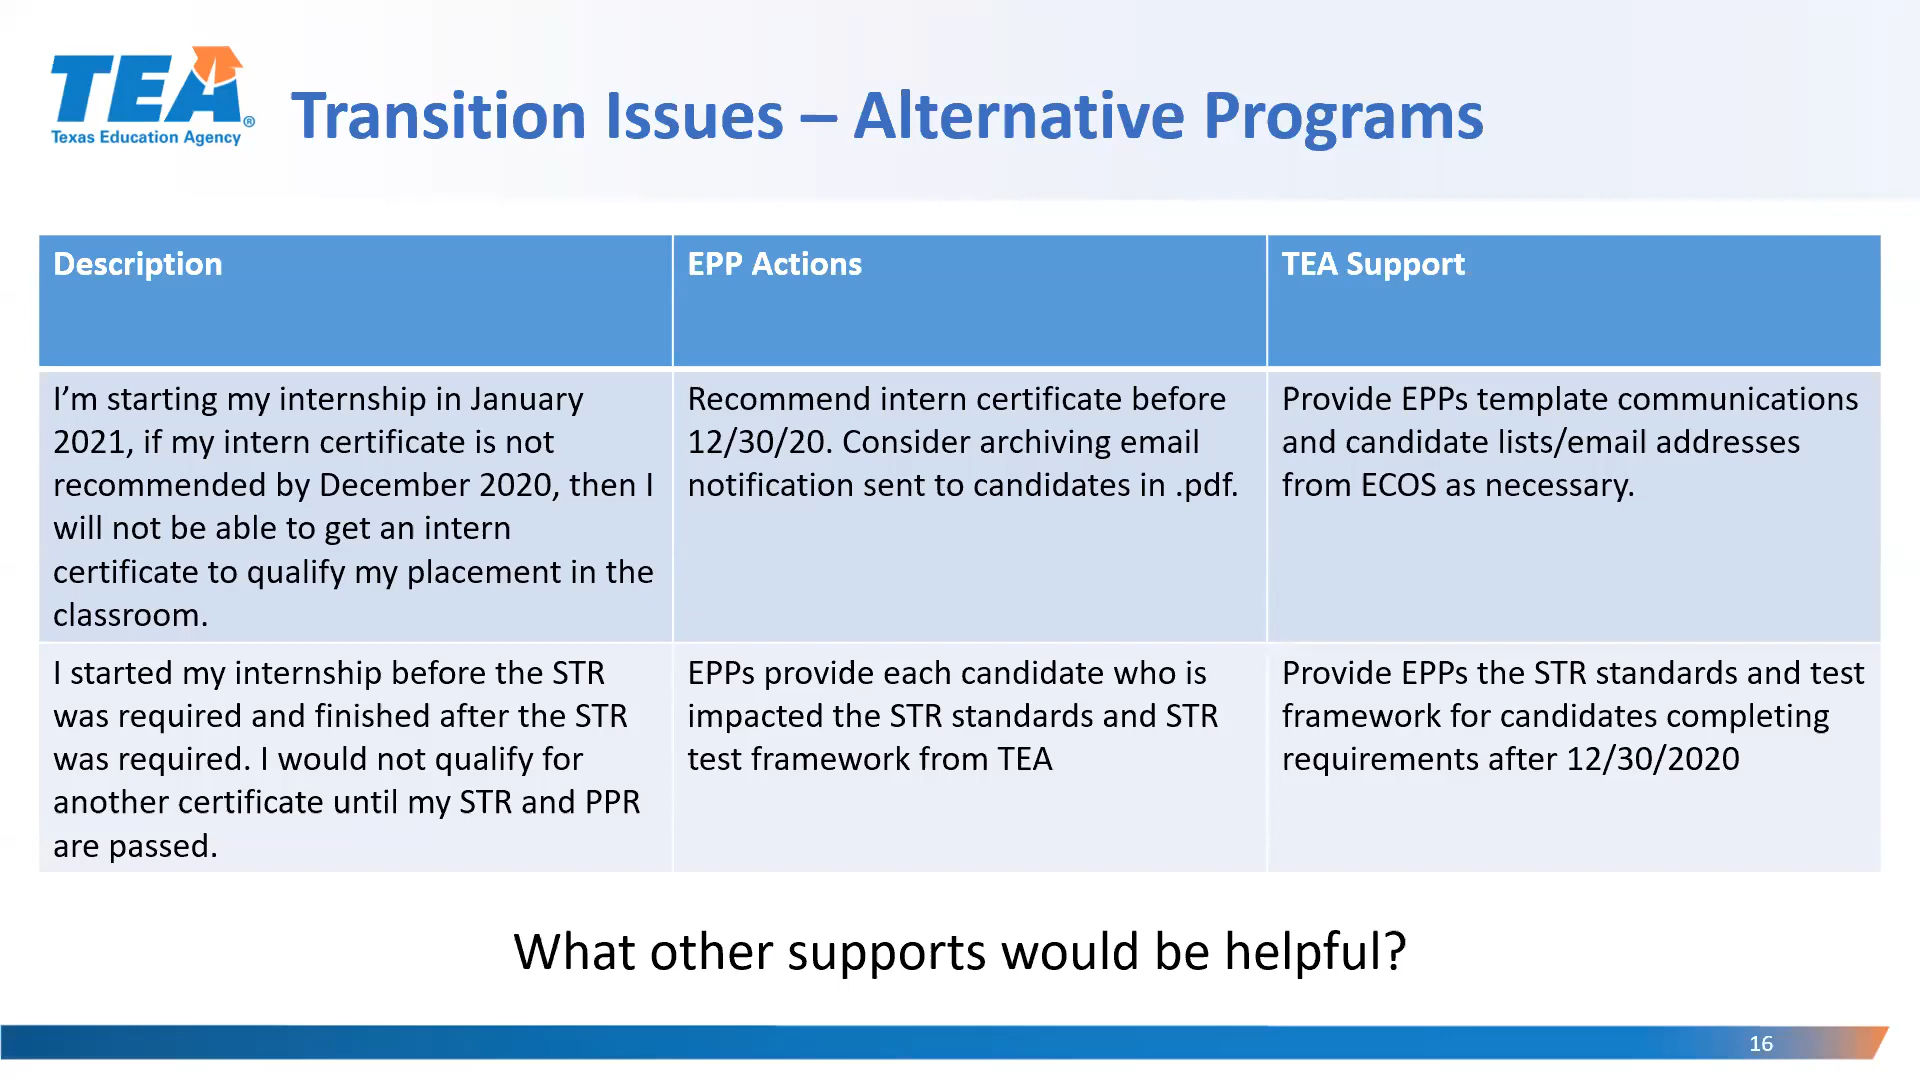 TEA®
Texas Education Agency
Transition Issues – Alternative Programs
Description
EPP Actions
TEA Support
I’m starting my internship in January
2021, if my intern certificate is not
recommended by December 2020, then I
will not be able to get an intern
certificate to qualify my placement in the
classroom.
Recommend intern certificate before
12/30/20. Consider archiving email
notification sent to candidates in .pdf.
Provide EPPs template communications
and candidate lists/email addresses
from ECOS as necessary.
I started my internship before the STR
was required and finished after the STR
was required. I would not qualify for
another certificate until my STR and PPR
are passed.
EPPs provide each candidate who is
impacted the STR standards and STR
test framework from TEA
Provide EPPs the STR standards and test
framework for candidates completing
requirements after 12/30/2020
What other supports would be helpful?
16